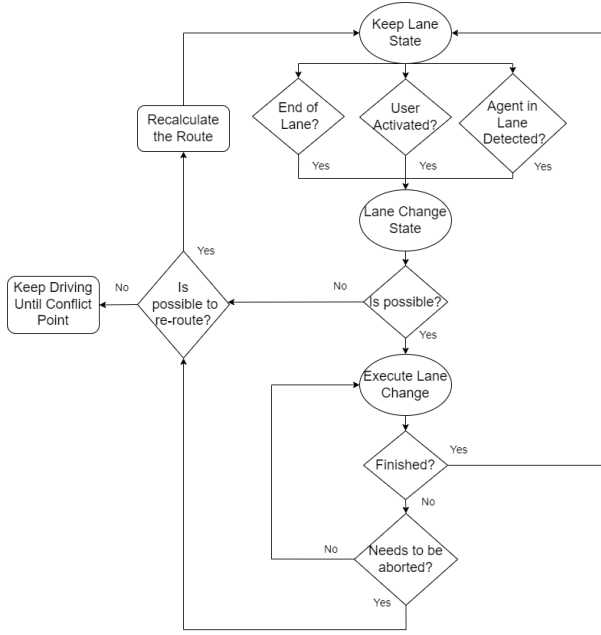 Keep Lane
State
End of
Lane?
User
Activated?
Agent in
Lane
Detected?
Recalculate
the Route
Yes
Yes
Yes
Lane Change
State
Yes
No
No
Keep Driving
Until Conflict
Point
Is
possible to
re-route?
Is possible?
Yes
Execute Lane
Change
Finished?
Yes
No
No
Needs to be
aborted?
Yes